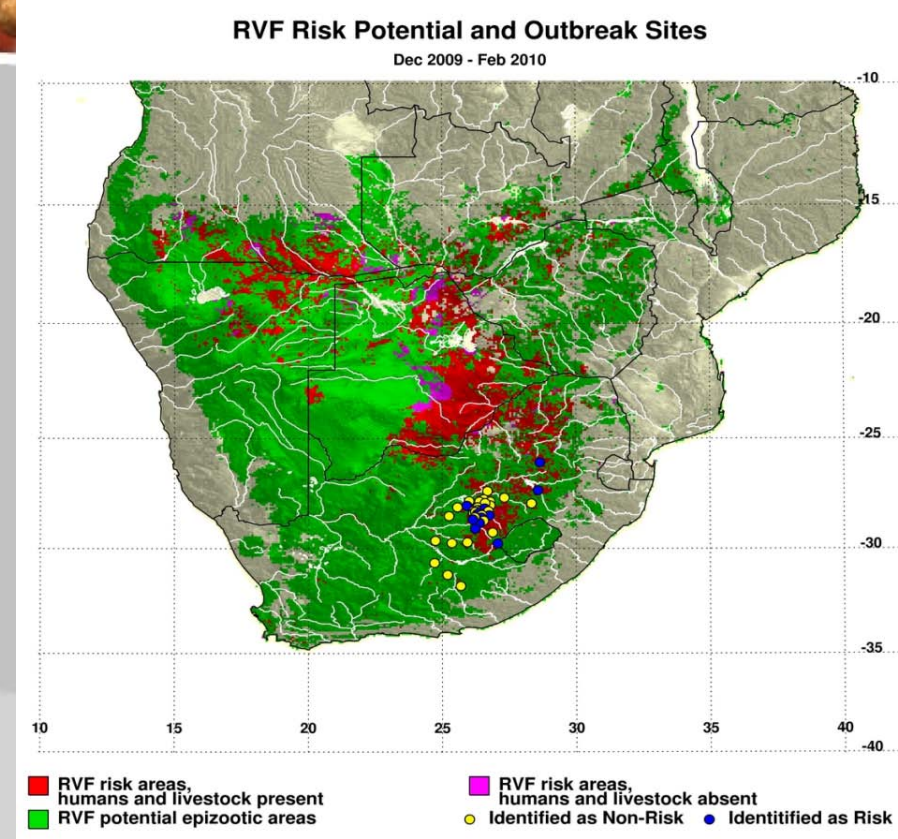 RVF Risk Potential and Outbreak Sites
Dec 2009 - Feb 2010
-10
-15
-20
-25
-30
-35
10 15 20 25 30 35 40
-40
RVF risk areas,
humans and livestock present
RVF potential epizootic areas
RVF risk areas,
humans and livestock absent
Identified as Non-Risk
Identitified as Risk